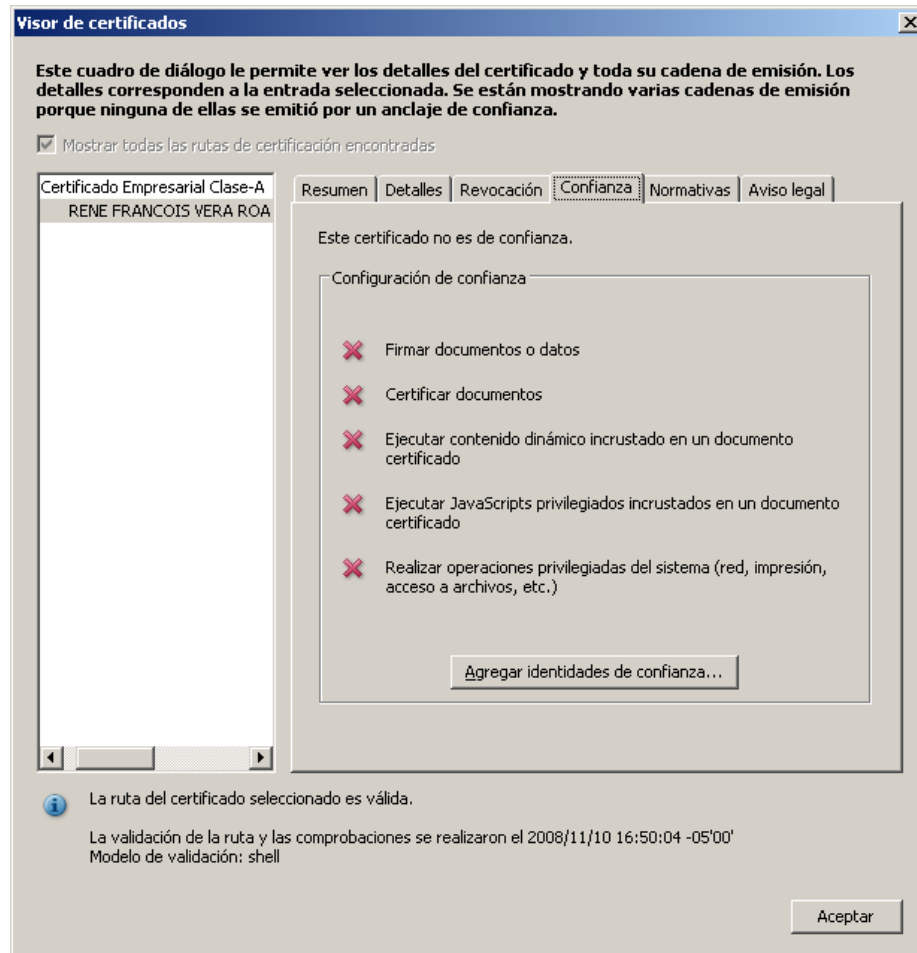 Visor de certificados
Este cuadro de diálogo le permite ver los detalles del certificado y toda su cadena de emisión. Los
detalles corresponden a la entrada seleccionada. Se están mostrando varias cadenas de emisión
porque ninguna de ellas se emitió por un anclaje de confianza.
Mostrar todas las rutas de certificación encontradas
Certificado Empresarial Clase-A
RENE FRANCOIS VERA ROA
Resumen Detalles Revocación Confianza Normativas Aviso legal
Este certificado no es de confianza.
Configuración de confianza
Firmar documentos o datos
Certificar documentos
Ejecutar contenido dinámico incrustado en un documento
certificado
Ejecutar JavaScripts privilegiados incrustados en un documento
certificado
Realizar operaciones privilegiadas del sistema (red, impresión,
acceso a archivos, etc.)
Agregar identidades de confianza...
La ruta del certificado seleccionado es válida.
La validación de la ruta y las comprobaciones se realizaron el 2008/11/10 16:50:04 -05'00'
Modelo de validación: shell
Aceptar